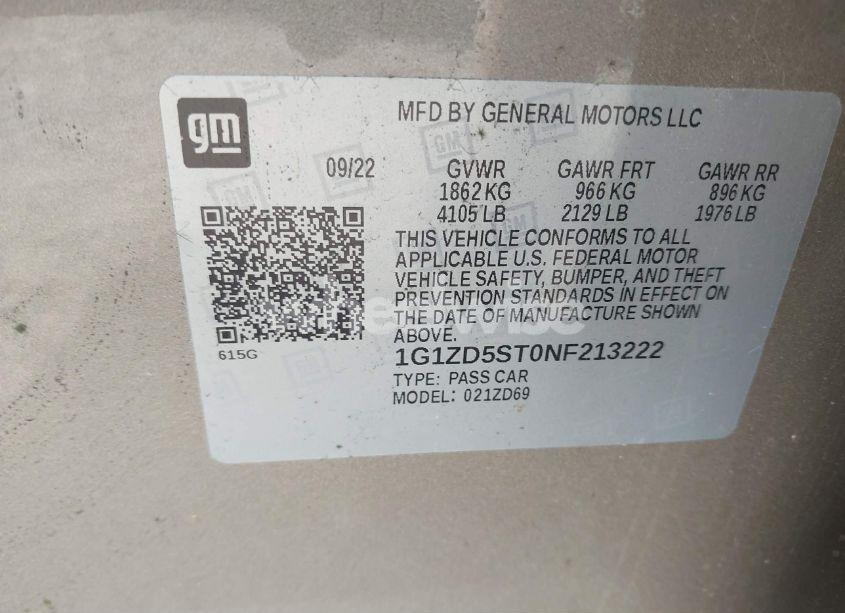 gm
MFD BY GENERAL MOTORS LLC
09/22 GVWR GAWR FRT GAWR RR
1862 KG 966 KG 896 KG
4105 LB 2129 LB 1976 LB
THIS VEHICLE CONFORMS TO ALL
APPLICABLE U.S. FEDERAL MOTOR
VEHICLE SAFETY, BUMPER, AND THEFT
PREVENTION STANDARDS IN EFFECT ON
THE DATE OF MANUFACTURE SHOWN
ABOVE.
615G
1G1ZD5ST0NF213222
TYPE: PASS CAR
MODEL: 021ZD69